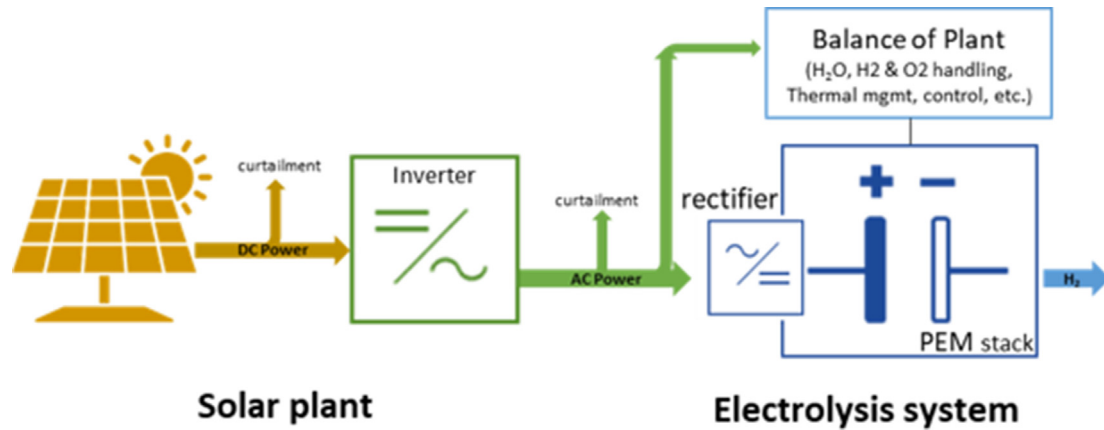 Balance of Plant
(H₂O, H2 & O2 handling,
Thermal mgmt, control, etc.)
curtailment
Inverter
curtailment
rectifier
DC Power
AC Power
H₂
PEM stack
Solar plant
Electrolysis system